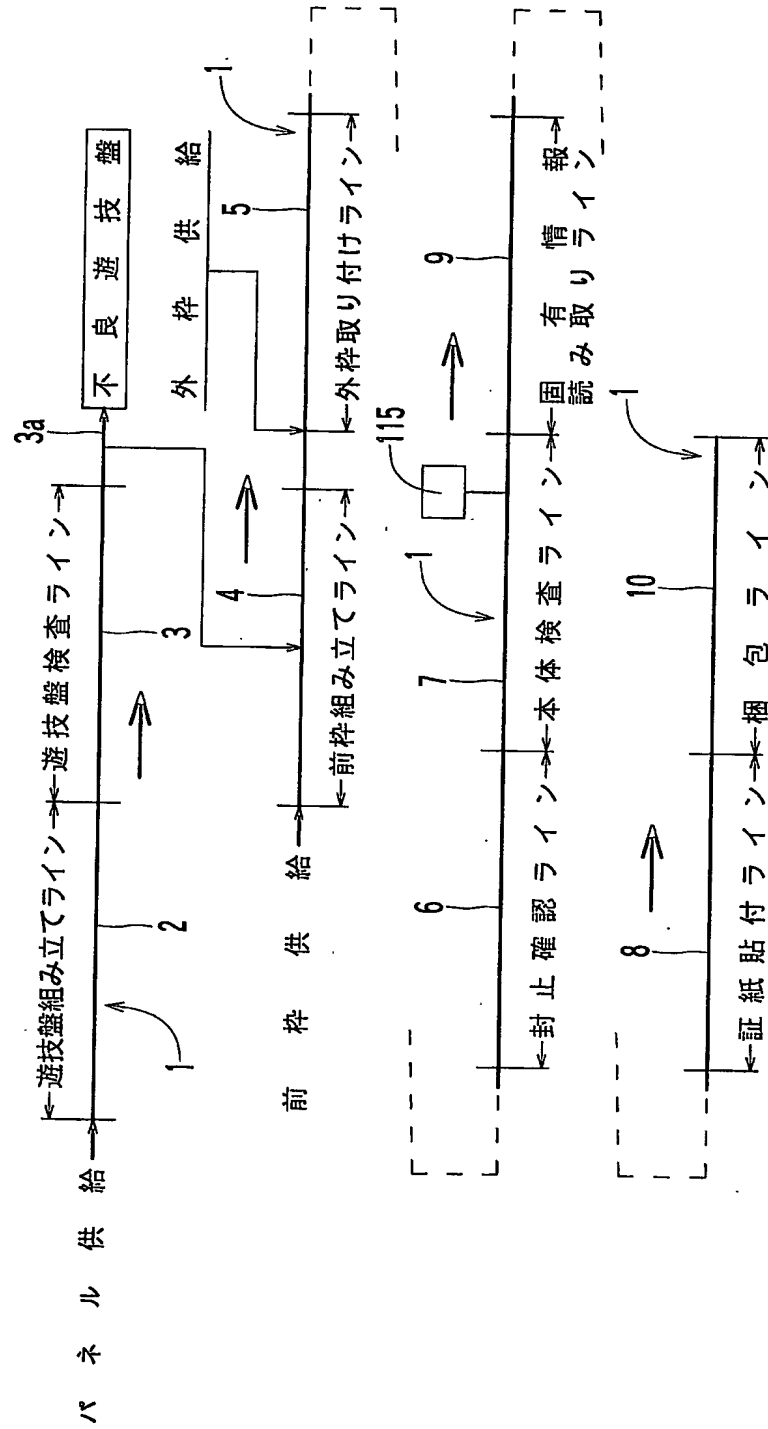 パネル供給
遊技盤組み立てライン
遊技盤検査ライン
不良遊技盤
1
2
3
3a
前枠供給
外枠供給
前枠組み立てライン
外枠取り付けライン
4
5
1
封止確認ライン
本体検査ライン
固有情報
読み取りライン
6
7
1
115
9
証紙貼付ライン
梱包ライン
8
10
1